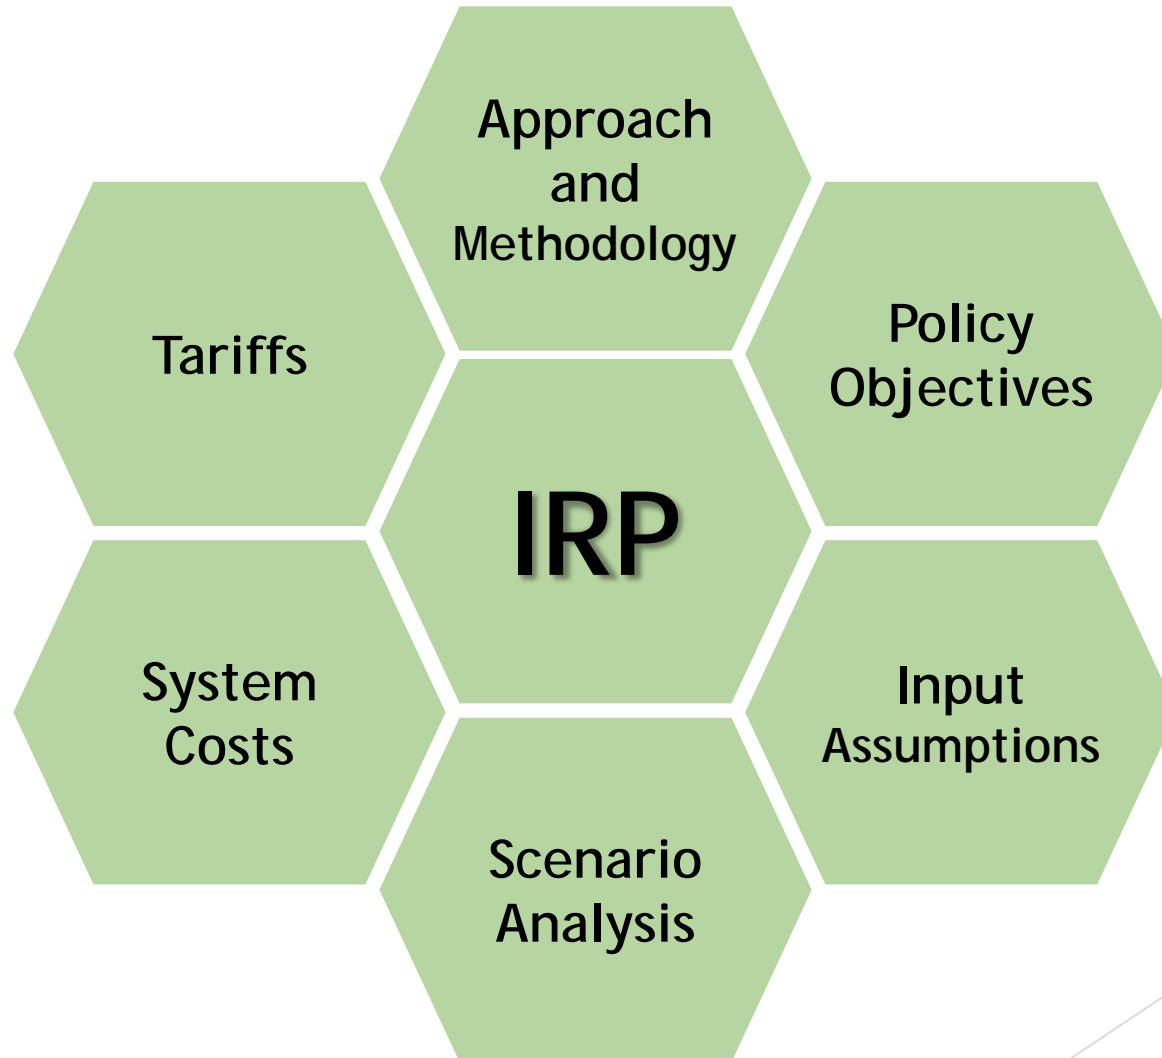 Approach
and
Methodology
Policy
Objectives
Tariffs
IRP
Input
Assumptions
System
Costs
Scenario
Analysis